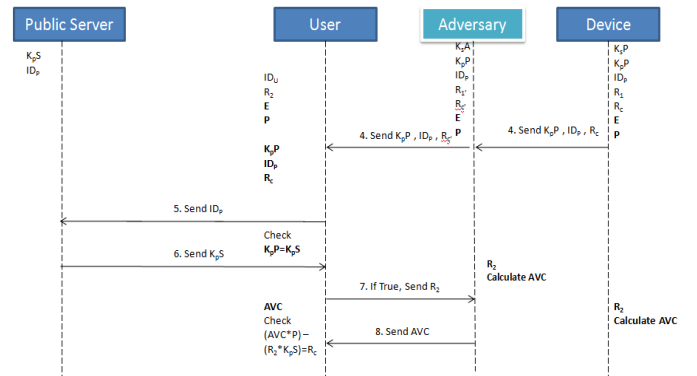 Public Server
User
Adversary
Device
KpS
IDP
IDU
R2
E
P
KpP
IDP
Rc
KsA
KpP
IDP
R1'
E
P
KsP
KpP
IDP
R1
Rc
E
P
4. Send KpP , IDP ,
4. Send KpP , IDP , Rc
5. Send IDP
Check
KpP=KpS
6. Send KpS
R2
Calculate AVC
7. If True, Send R2
R2
Calculate AVC
AVC
Check
(AVC*P) –
(R2*KpS)=Rc
8. Send AVC